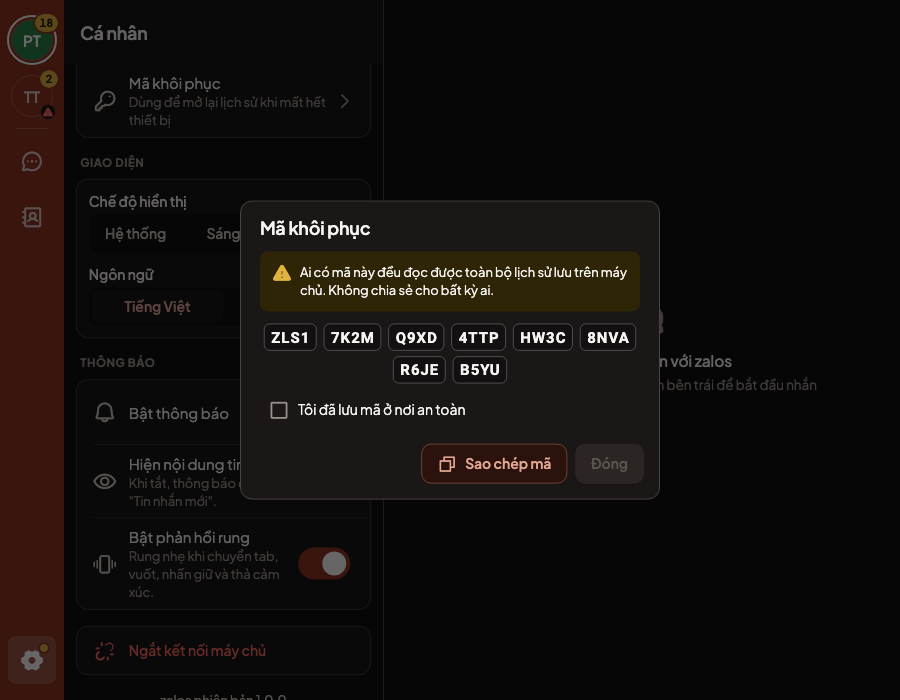 18
PT
2
TT
Cá nhân
Mã khôi phục
Dùng để mở lại lịch sử khi mất hết
thiết bị
GIAO DIỆN
Chế độ hiển thị
Hệ thống
Sáng
Ngôn ngữ
Tiếng Việt
THÔNG BÁO
Bật thông báo
Hiện nội dung
Khi tắt, thông báo
"Tin nhắn mới".
Bật phản hồi rung
Rung nhẹ khi chuyển tab,
vuốt, nhấn giữ và thả cảm
xúc.
Ngắt kết nối máy chủ
zalos phiên bản 1.0.0
Mã khôi phục
Ai có mã này đều đọc được toàn bộ lịch sử lưu trên máy
chủ. Không chia sẻ cho bất kỳ ai.
ZLS1 7K2M Q9XD 4TTP HW3C 8NVA
R6JE B5YU
Tôi đã lưu mã ở nơi an toàn
Sao chép mã
Đóng
với zalos
bên trái để bắt đầu nhắn